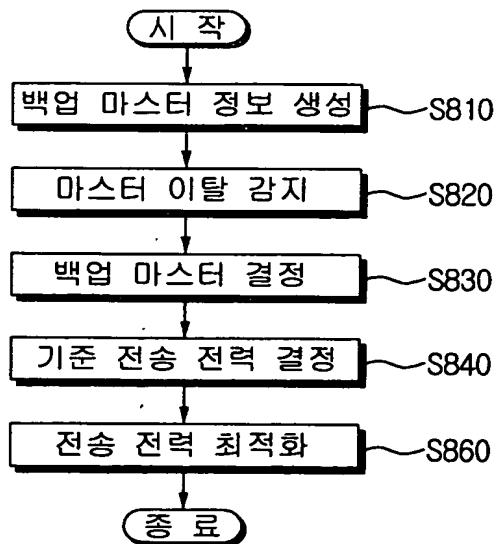 시 작
백업 마스터 정보 생성
S810
마스터 이탈 감지
S820
백업 마스터 결정
S830
기준 전송 전력 결정
S840
전송 전력 최적화
S860
종 료